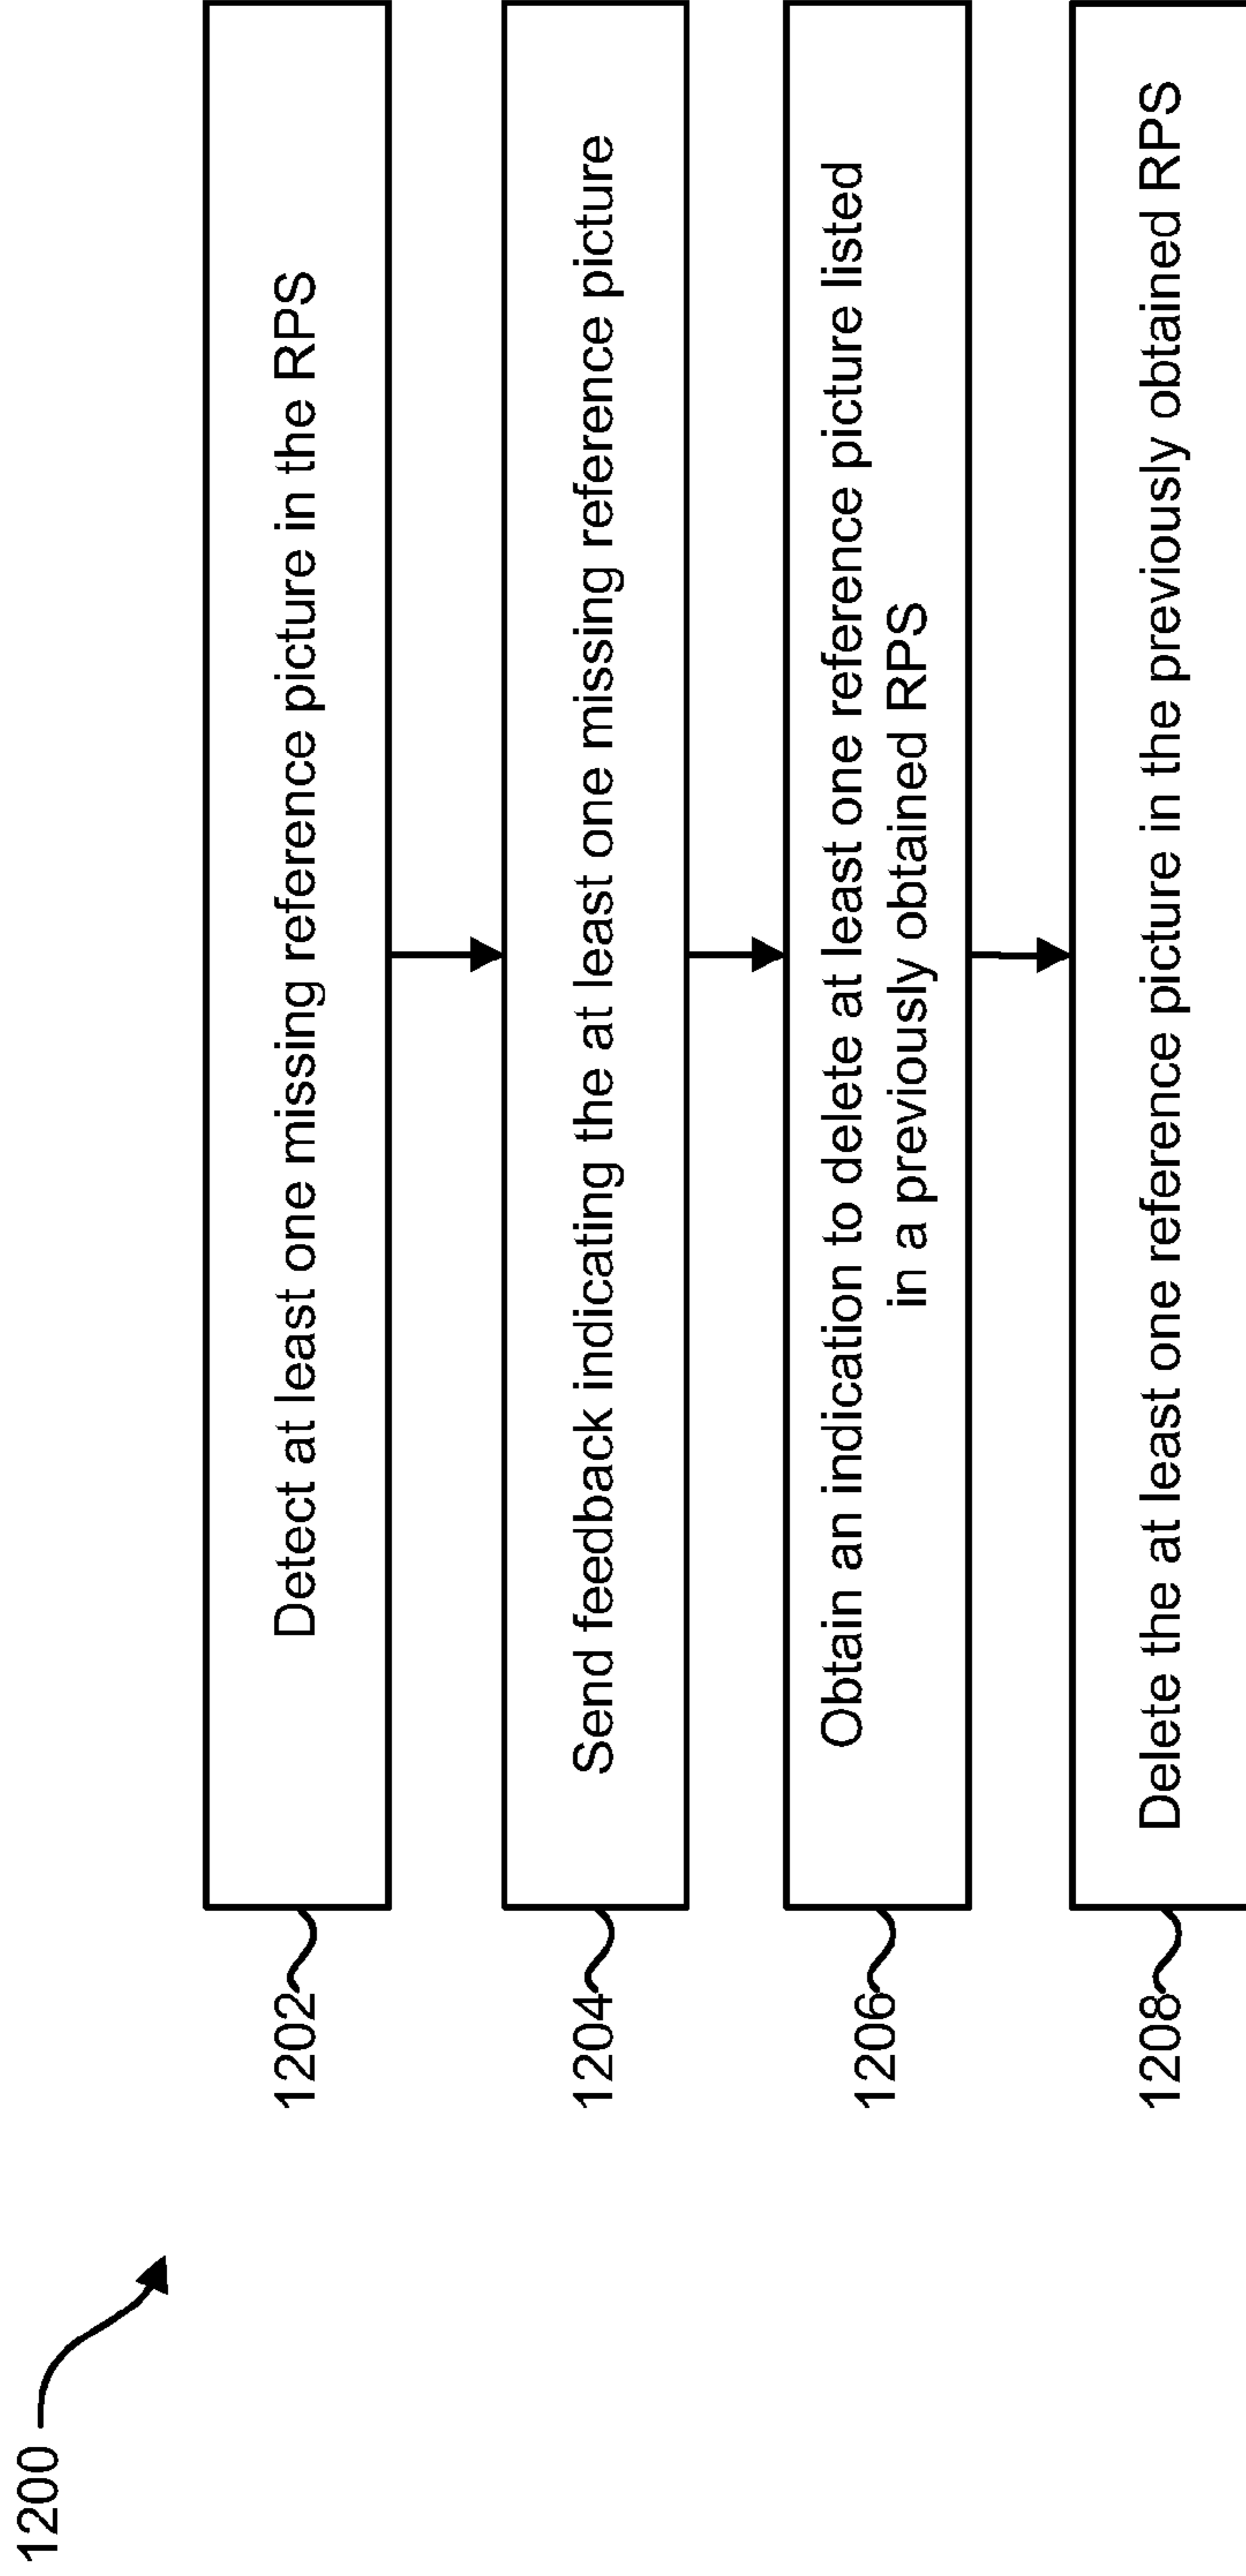 1200
1202
Detect at least one missing reference picture in the RPS
1204
Send feedback indicating the at least one missing reference picture
1206
Obtain an indication to delete at least one reference picture listed
in a previously obtained RPS
1208
Delete the at least one reference picture in the previously obtained RPS